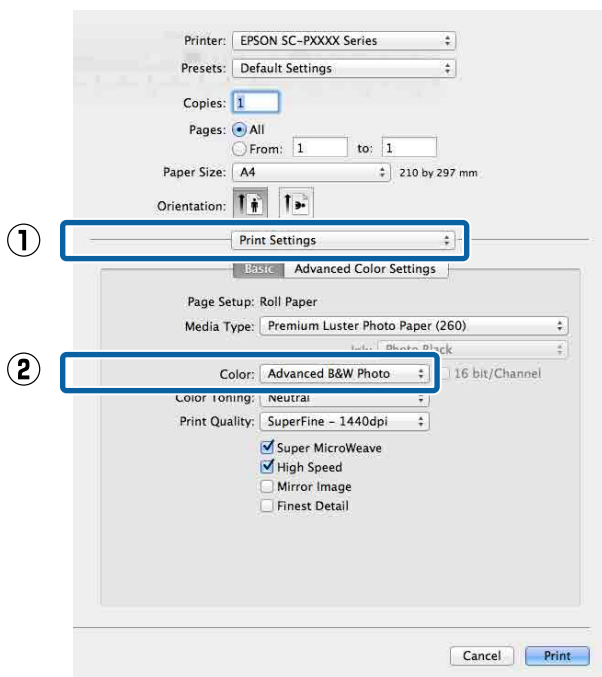 Printer: EPSON SC-PXXXX Series
Presets: Default Settings
Copies: 1
Pages: All
From: 1 to: 1
Paper Size: A4 210 by 297 mm
Orientation:
1
Print Settings
Basic Advanced Color Settings
Page Setup: Roll Paper
Media Type: Premium Luster Photo Paper (260)
Ink: Photo Black
2
Color: Advanced B&W Photo 16 bit/Channel
Color Toning: Neutral
Print Quality: SuperFine – 1440dpi
Super MicroWeave
High Speed
Mirror Image
Finest Detail
Cancel Print